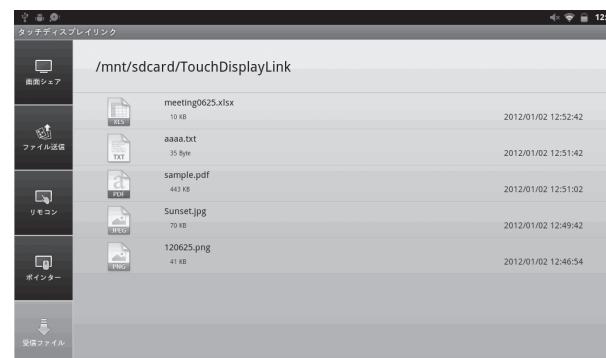 12:
タッチディスプレイリンク
画面シェア
ファイル送信
リモコン
ポインター
受信ファイル
/mnt/sdcard/TouchDisplayLink
XLS
meeting0625.xlsx
10 KB
2012/01/02 12:52:42
TXT
aaaa.txt
35 Byte
2012/01/02 12:51:42
a
PDF
sample.pdf
443 KB
2012/01/02 12:51:02
JPEG
Sunset.jpg
70 KB
2012/01/02 12:49:42
PNG
120625.png
41 KB
2012/01/02 12:46:54